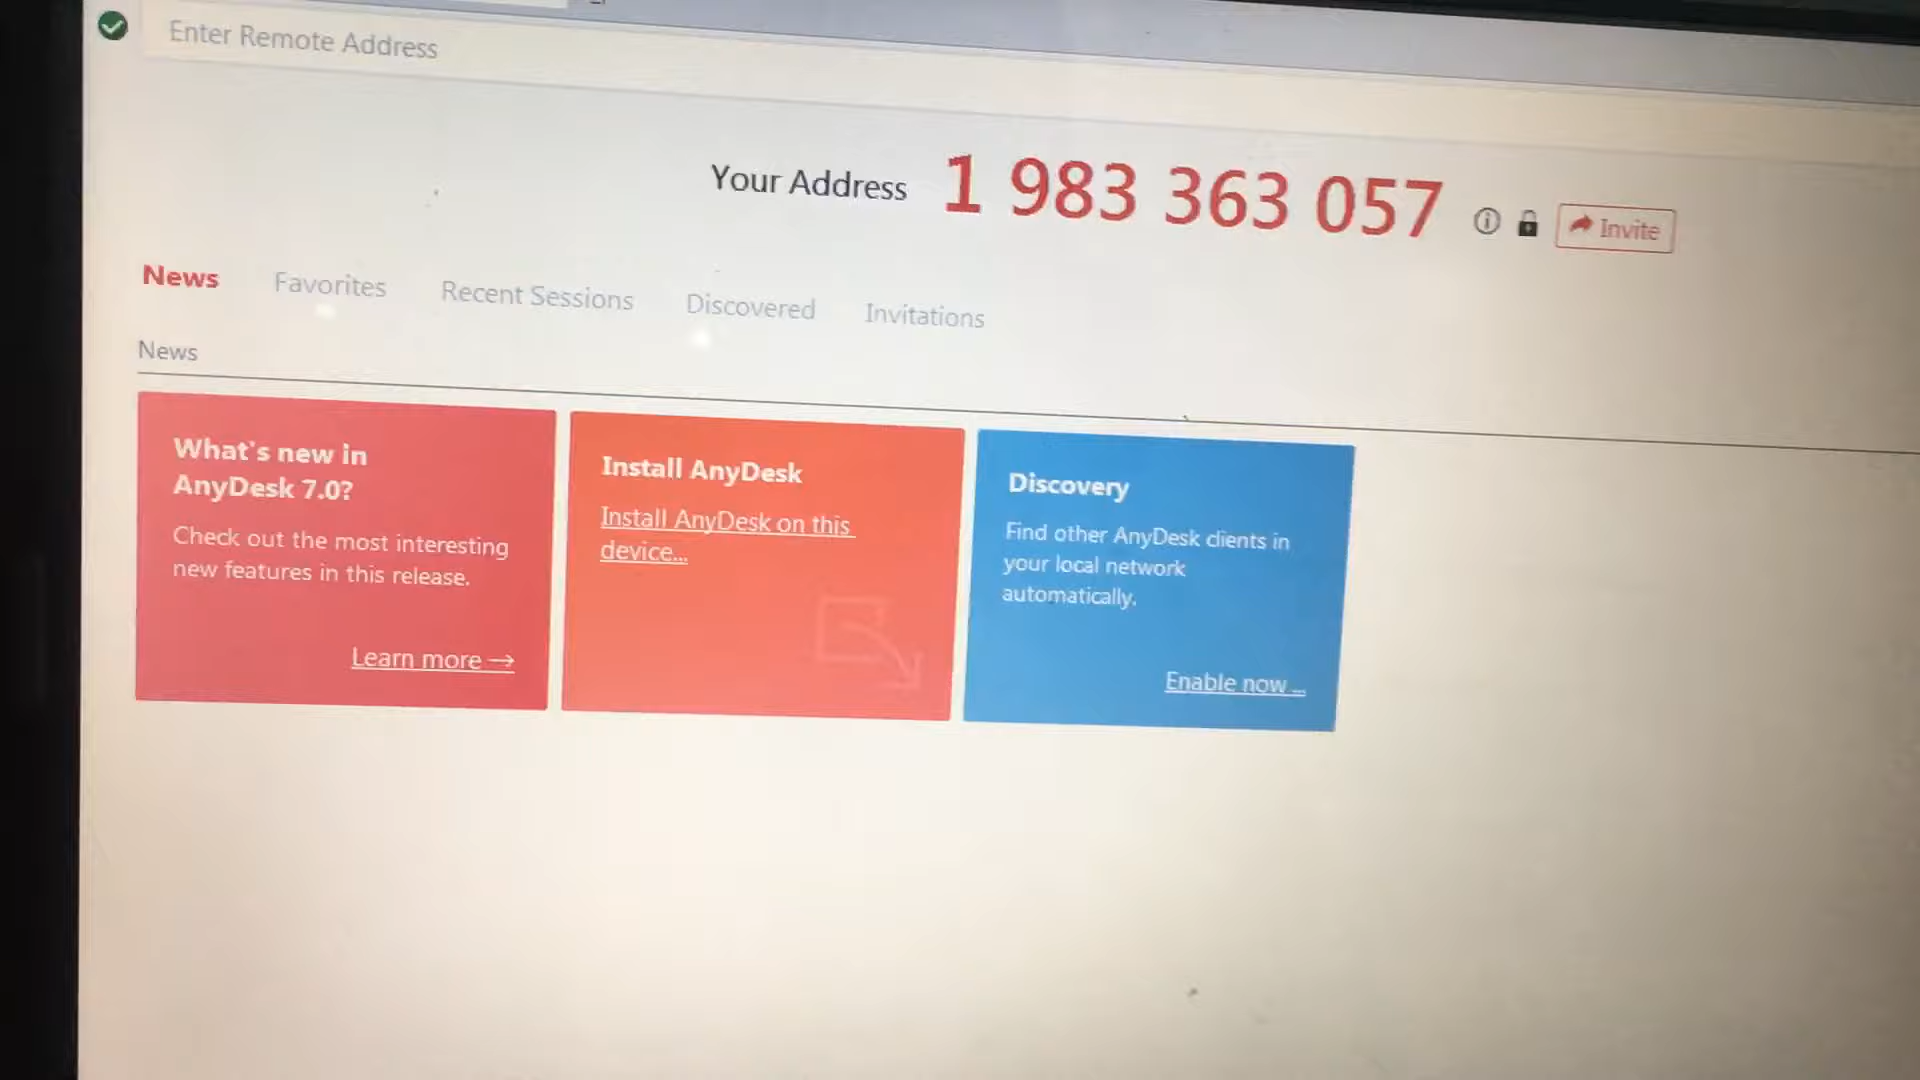 Enter Remote Address
Your Address 1 983 363 057 Invite
News Favorites Recent Sessions Discovered Invitations
News
What's new in
AnyDesk 7.0?
Check out the most interesting
new features in this release.
Learn more →
Install AnyDesk
Install AnyDesk on this
device...
Discovery
Find other AnyDesk clients in
your local network
automatically.
Enable now ...